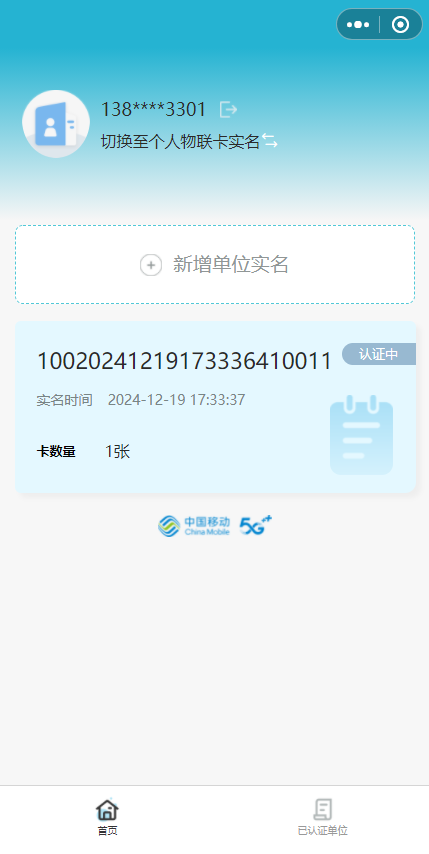 138****3301
切换至个人物联卡实名
新增单位实名
10020241219173336410011
认证中
实名时间 2024-12-19 17:33:37
卡数量 1张
中国移动 5G+
China Mobile
首页 已认证单位